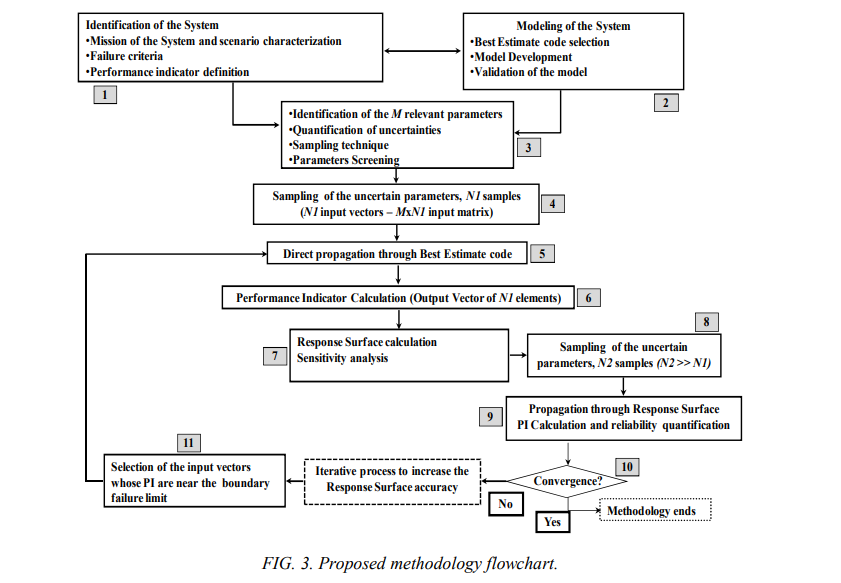 Identification of the System
•Mission of the System and scenario characterization
•Failure criteria
•Performance indicator definition
1
Modeling of the System
•Best Estimate code selection
•Model Development
•Validation of the model
2
•Identification of the M relevant parameters
•Quantification of uncertainties
•Sampling technique
•Parameters Screening
3
Sampling of the uncertain parameters, N1 samples
(N1 input vectors – MxN1 input matrix)
4
Direct propagation through Best Estimate code
5
Performance Indicator Calculation (Output Vector of N1 elements)
6
7
Response Surface calculation
Sensitivity analysis
8
Sampling of the uncertain
parameters, N2 samples (N2 >> N1)
9
Propagation through Response Surface
PI Calculation and reliability quantification
10
Convergence?
No
Yes
Methodology ends
Iterative process to increase the
Response Surface accuracy
11
Selection of the input vectors
whose PI are near the boundary
failure limit
FIG. 3. Proposed methodology flowchart.